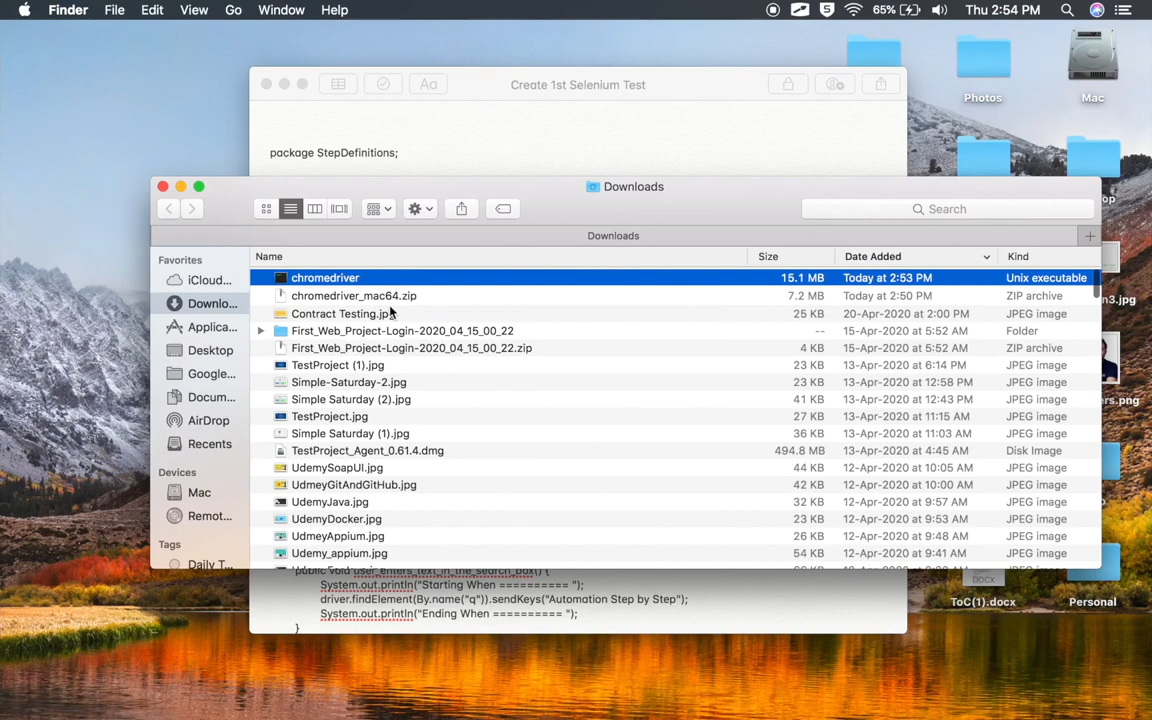 Finder File Edit View Go Window Help S 65% Thu 2:54 PM
Create 1st Selenium Test
Aa
Photos
Mac
package StepDefinitions;
Downloads
Search
Downloads
Favorites
iCloud...
Downlo...
Applica...
Desktop
Google...
Docum...
AirDrop
Recents
Devices
Mac
Remot...
Tags
Daily T...
Name Size Date Added Kind
chromedriver 15.1 MB Today at 2:53 PM Unix executable
chromedriver_mac64.zip 7.2 MB Today at 2:50 PM ZIP archive
Contract Testing.jp 25 KB 20-Apr-2020 at 2:00 PM JPEG image
First_Web_Project-Login-2020_04_15_00_22 -- 15-Apr-2020 at 5:52 AM Folder
First_Web_Project-Login-2020_04_15_00_22.zip 4 KB 15-Apr-2020 at 5:52 AM ZIP archive
TestProject (1).jpg 23 KB 13-Apr-2020 at 6:14 PM JPEG image
Simple-Saturday-2.jpg 23 KB 13-Apr-2020 at 12:58 PM JPEG image
Simple Saturday (2).jpg 41 KB 13-Apr-2020 at 12:43 PM JPEG image
TestProject.jpg 27 KB 13-Apr-2020 at 11:15 AM JPEG image
Simple Saturday (1).jpg 36 KB 13-Apr-2020 at 11:03 AM JPEG image
TestProject_Agent_0.61.4.dmg 494.8 MB 13-Apr-2020 at 4:45 AM Disk Image
UdemySoapUI.jpg 44 KB 12-Apr-2020 at 10:05 AM JPEG image
UdmeyGitAndGitHub.jpg 42 KB 12-Apr-2020 at 10:00 AM JPEG image
UdemyJava.jpg 32 KB 12-Apr-2020 at 9:57 AM JPEG image
UdemyDocker.jpg 23 KB 12-Apr-2020 at 9:53 AM JPEG image
UdmeyAppium.jpg 26 KB 12-Apr-2020 at 9:48 AM JPEG image
Udemy_appium.jpg 54 KB 12-Apr-2020 at 9:41 AM JPEG image
op
n3.jpg
ers.png
public void user_enters_text_in_the_search_box() {
System.out.println("Starting When ========== ");
driver.findElement(By.name("q")).sendKeys("Automation Step by Step");
System.out.println("Ending When ========== ");
}
DOCX
ToC(1).docx
Personal